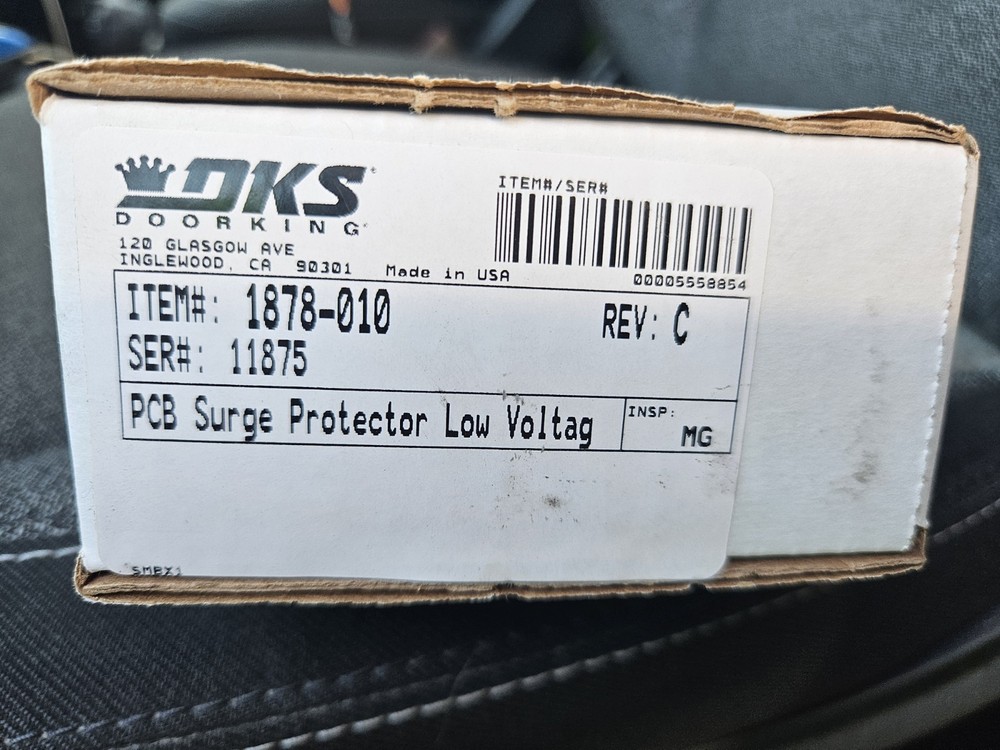 DKS
DOORKING®
120 GLASGOW AVE
INGLEWOOD, CA 90301 Made in USA
ITEM#/SER#
00005558854
ITEM#: 1878-010 REV: C
SER#: 11875
PCB Surge Protector Low Voltag
INSP:
MG
SMBX1